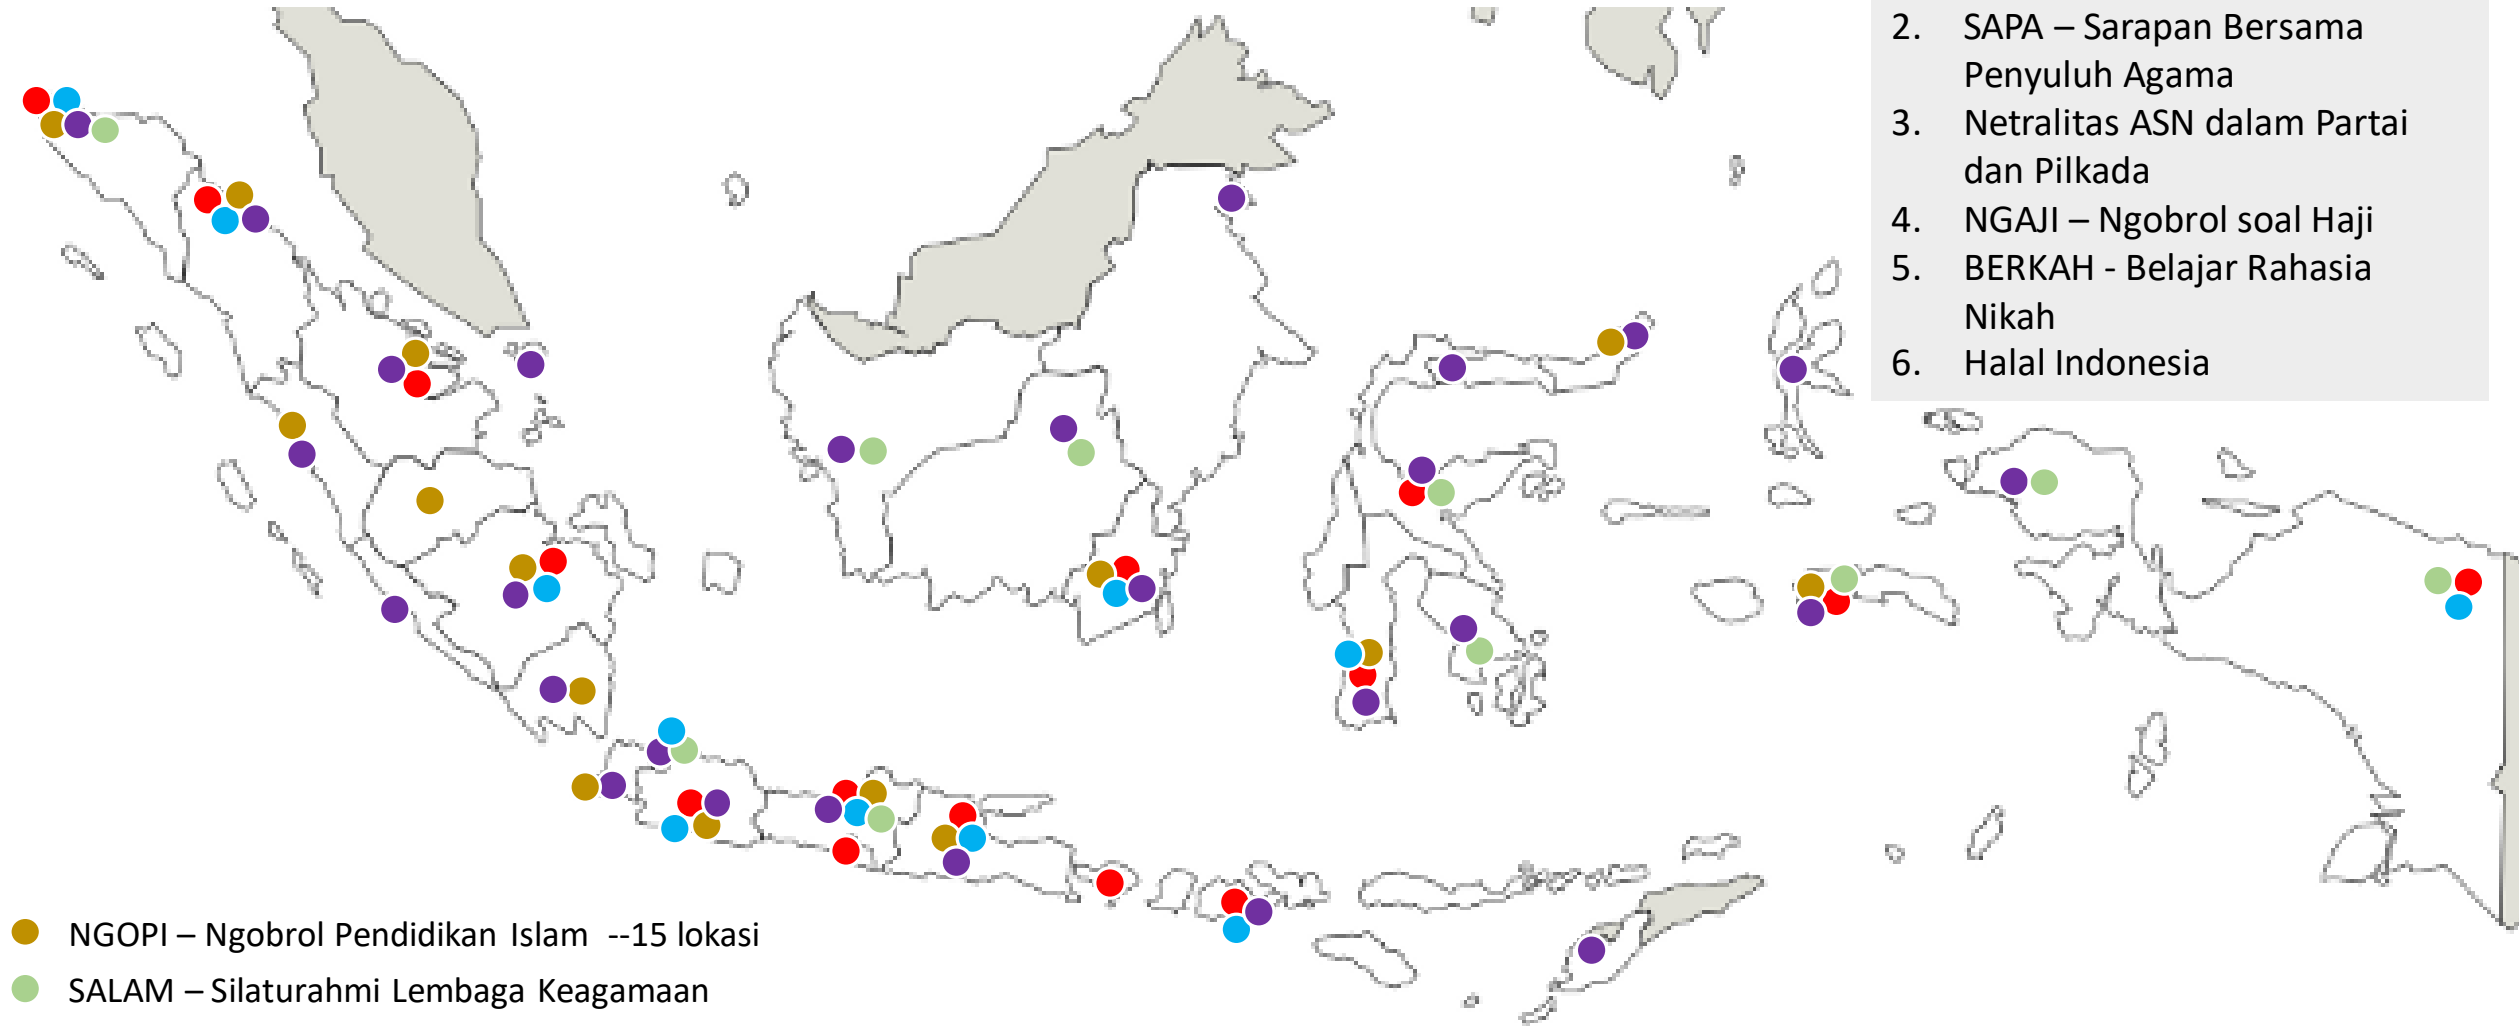 2. SAPA – Sarapan Bersama
Penyuluh Agama
3. Netralitas ASN dalam Partai
dan Pilkada
4. NGAJI – Ngobrol soal Haji
5. BERKAH - Belajar Rahasia
Nikah
6. Halal Indonesia
NGOPI – Ngobrol Pendidikan Islam --15 lokasi
SALAM – Silaturahmi Lembaga Keagamaan